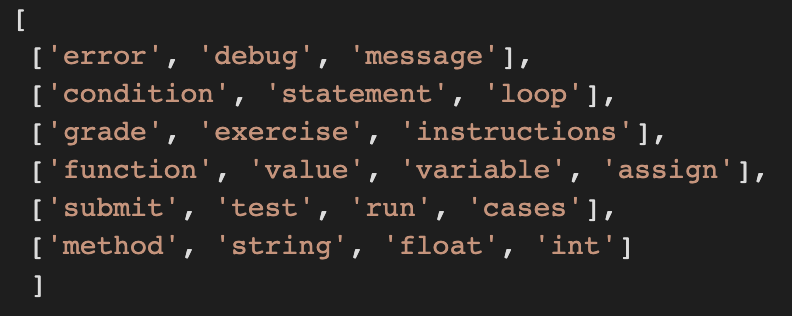 [
['error', 'debug', 'message'],
['condition', 'statement', 'loop'],
['grade', 'exercise', 'instructions'],
['function', 'value', 'variable', 'assign'],
['submit', 'test', 'run', 'cases'],
['method', 'string', 'float', 'int']
]